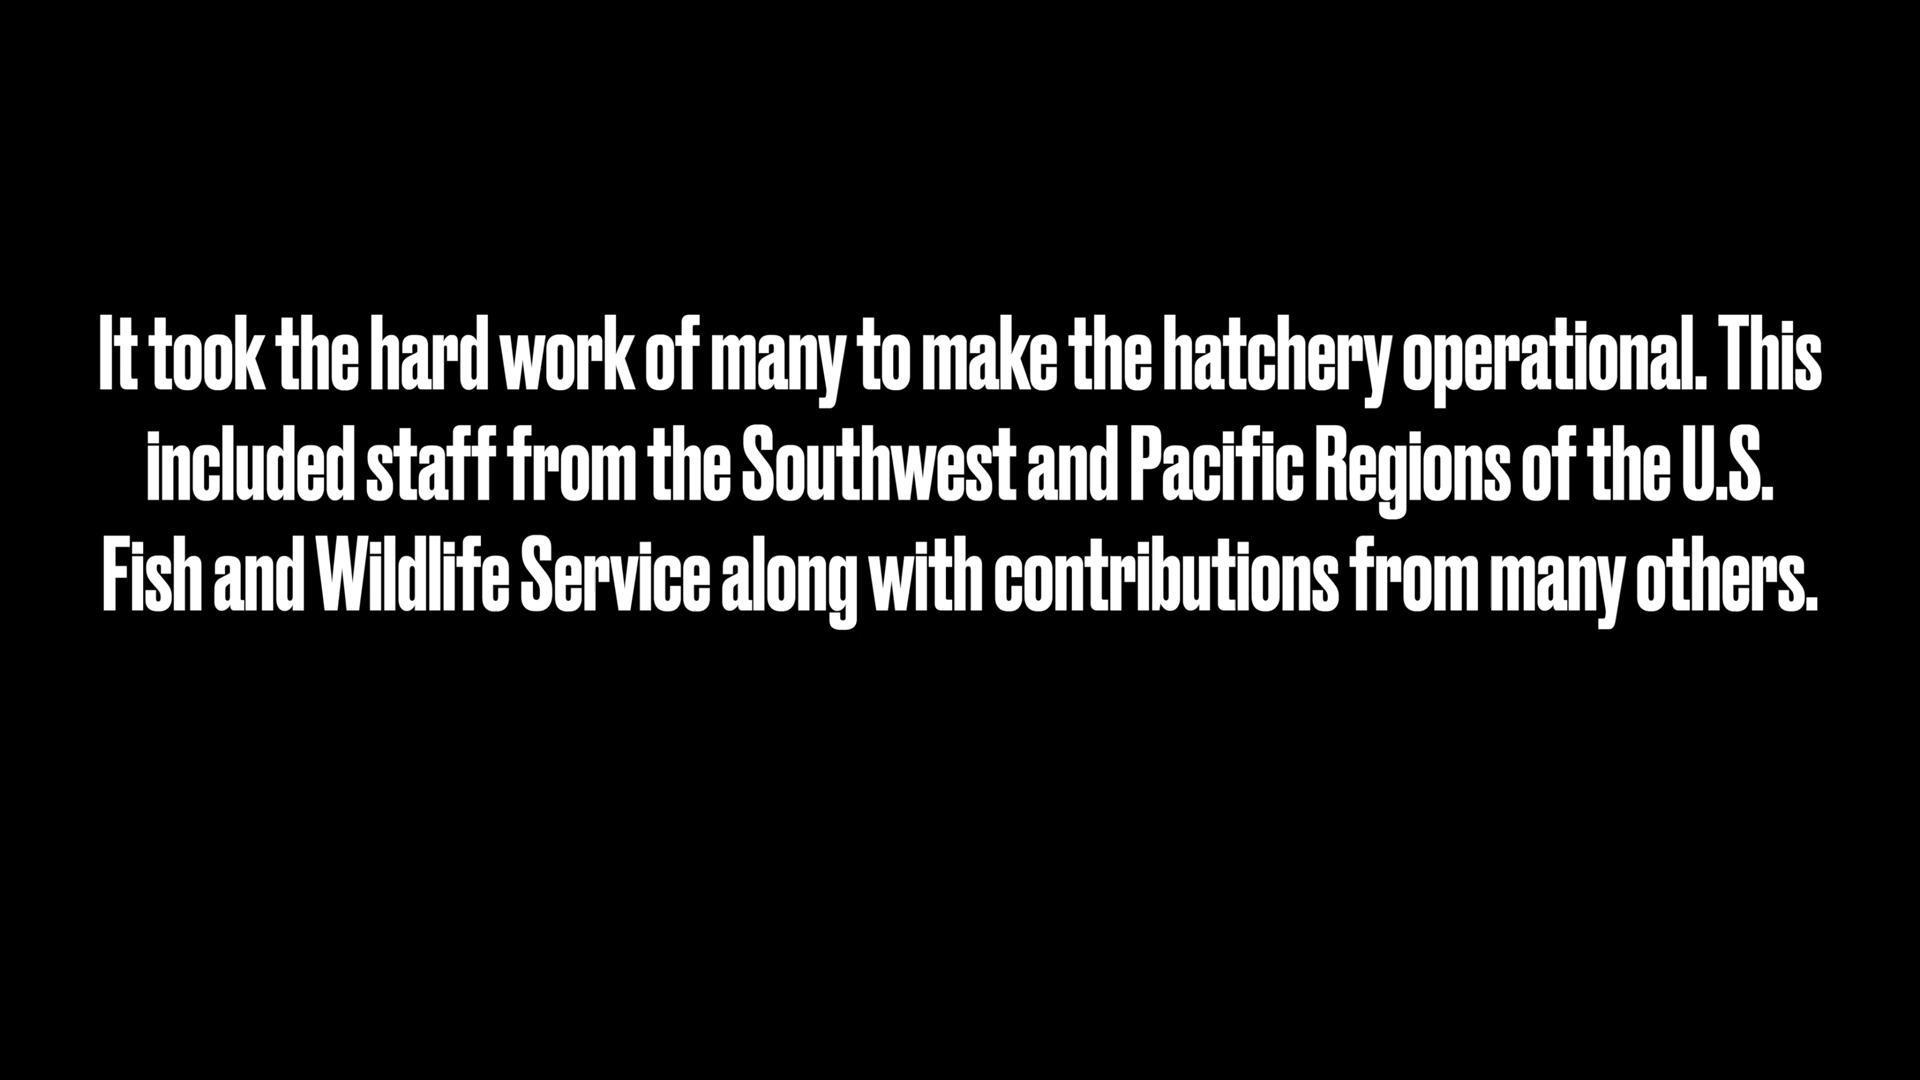 It took the hard work of many to make the hatchery operational. This
included staff from the Southwest and Pacific Regions of the U.S.
Fish and Wildlife Service along with contributions from many others.